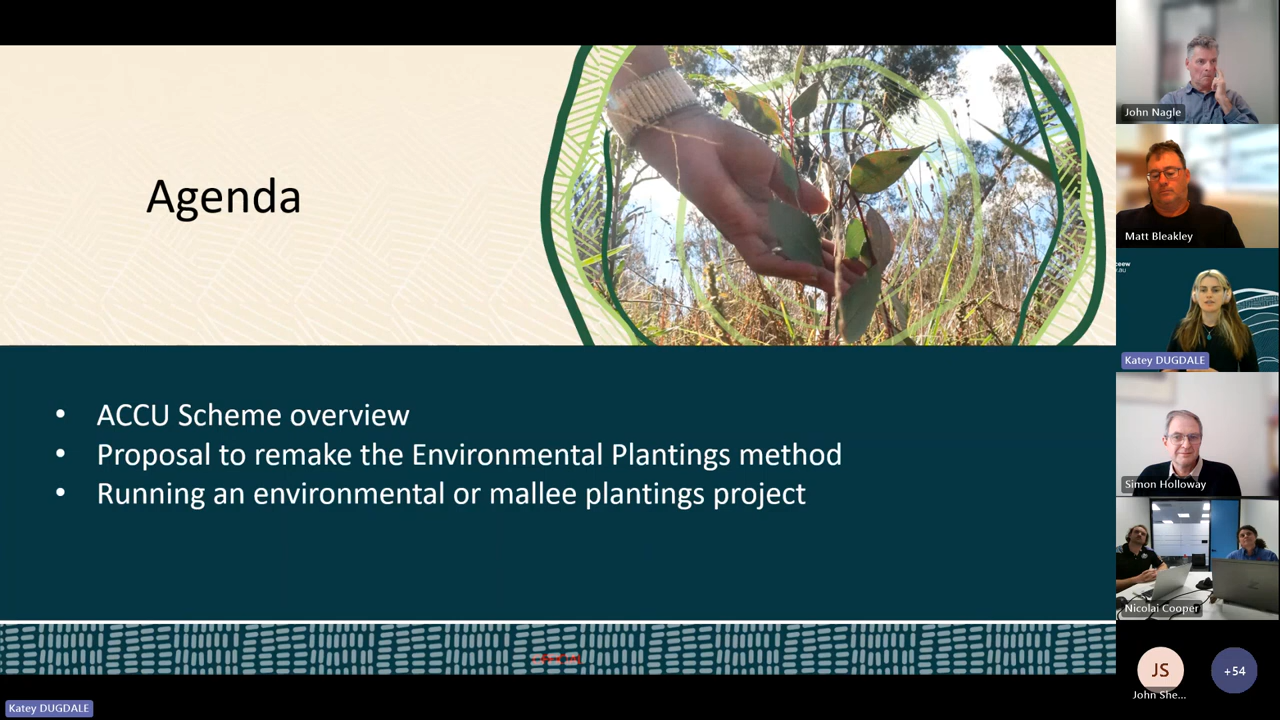 Agenda
• ACCU Scheme overview
• Proposal to remake the Environmental Plantings method
• Running an environmental or mallee plantings project
Katey DUGDALE
John Nagle
Matt Bleakley
Katey DUGDALE
Simon Holloway
Nicolai Cooper
JS
John She...
+54